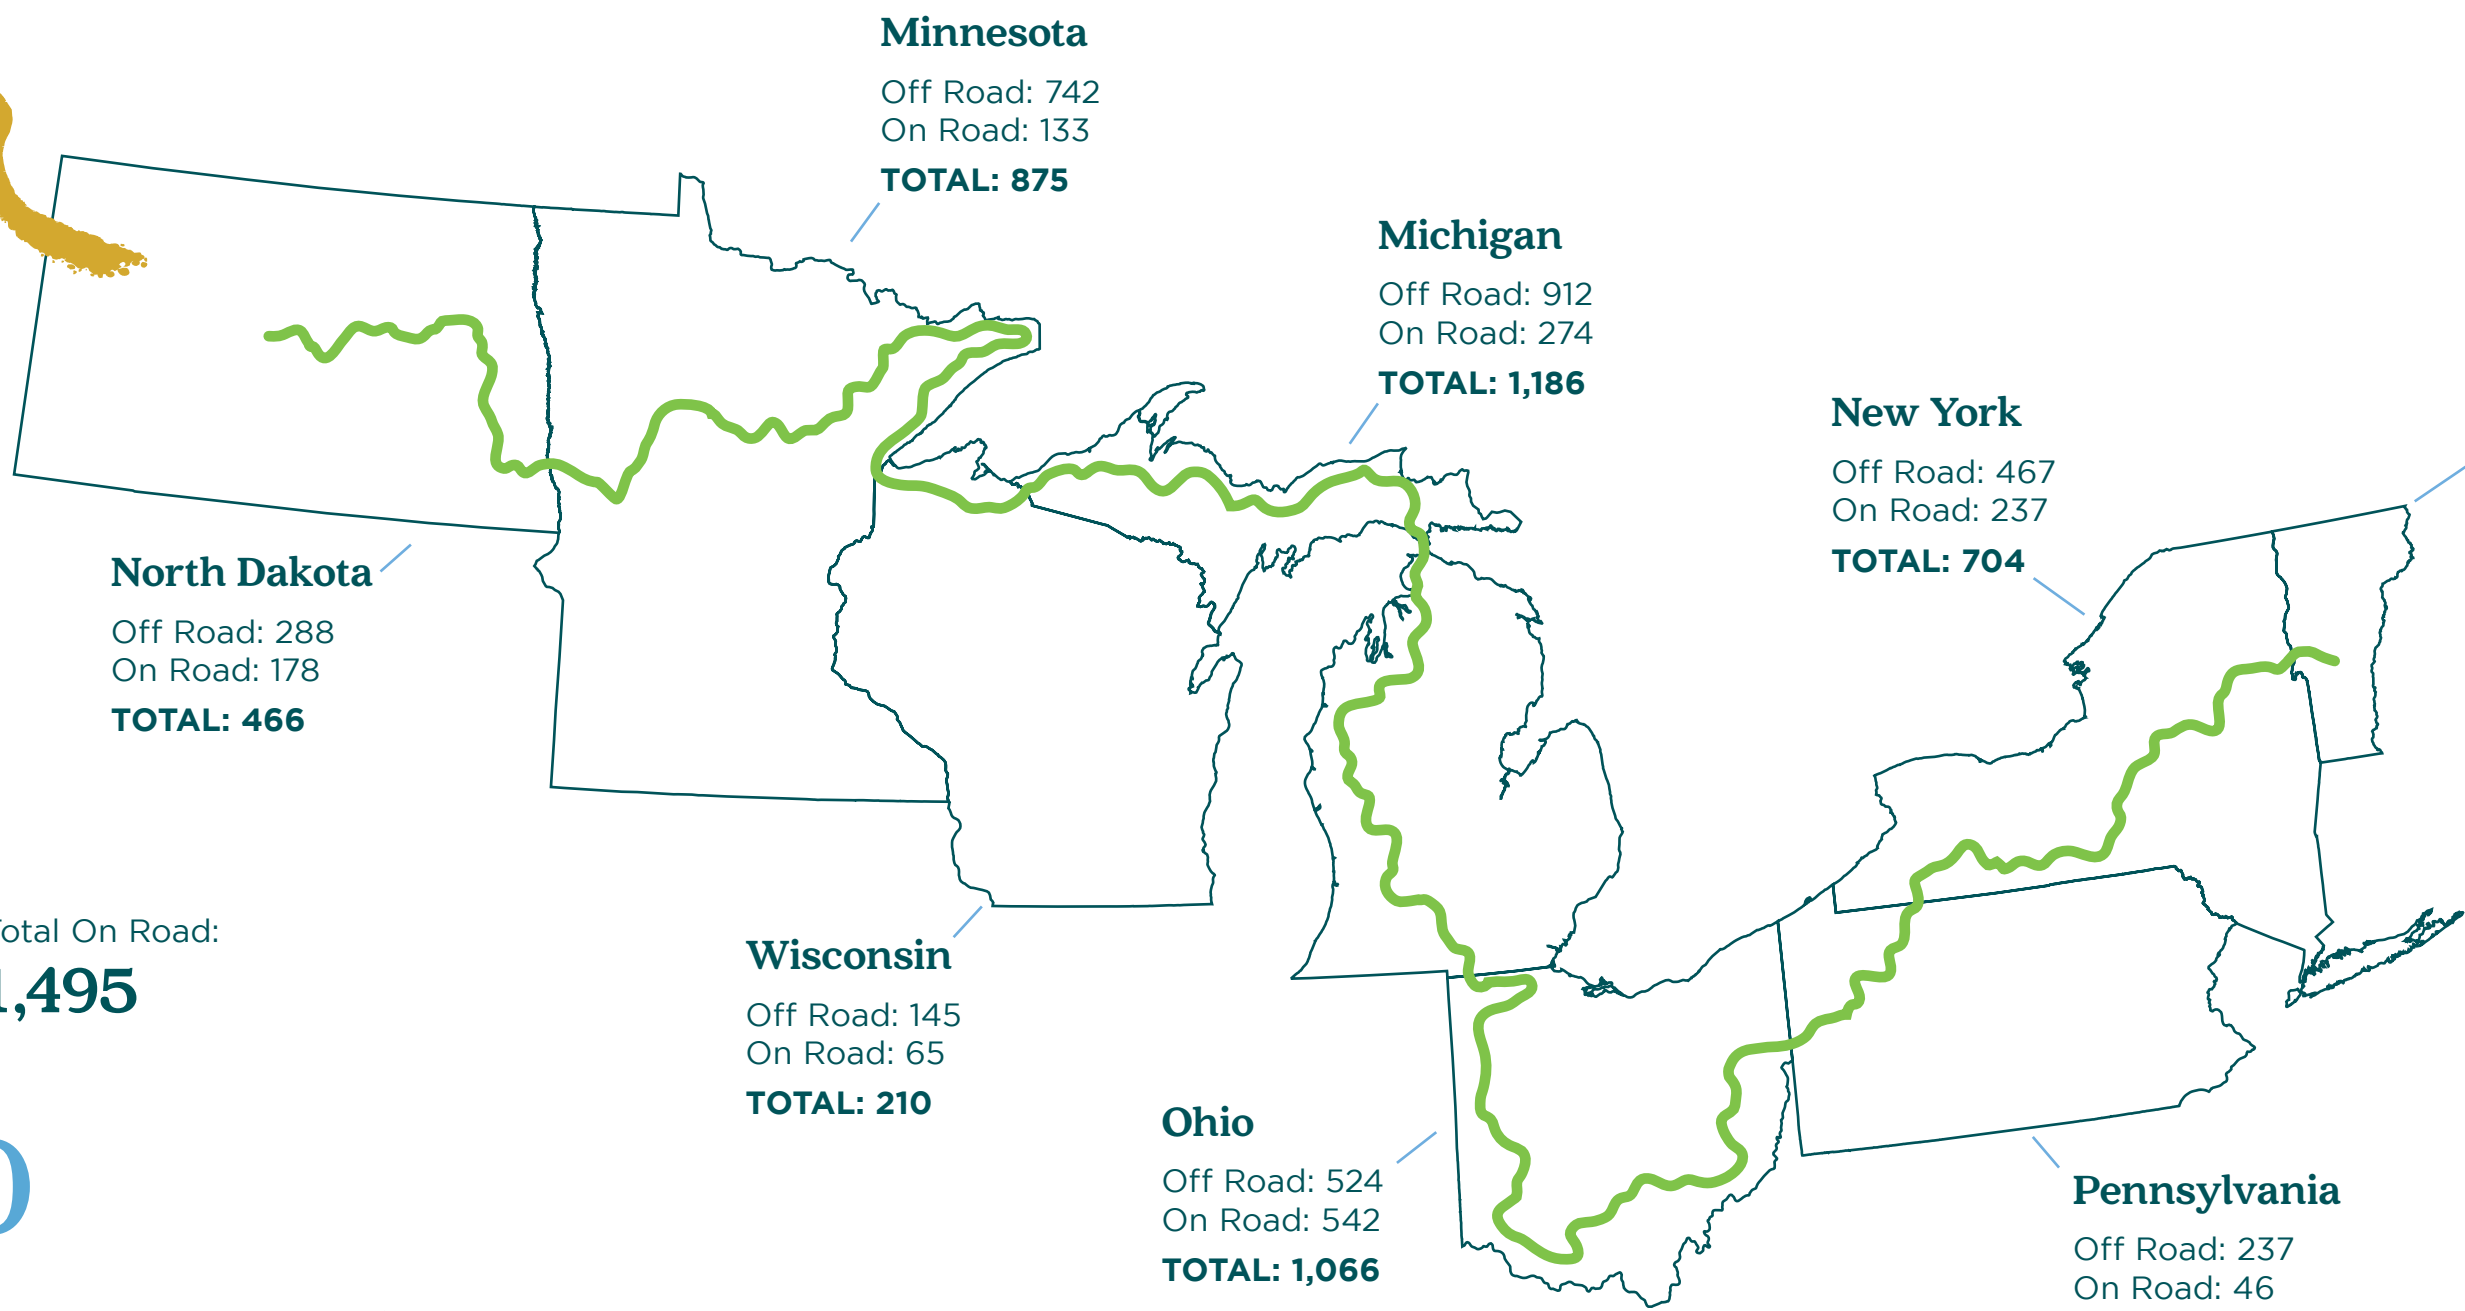 Minnesota
Off Road: 742
On Road: 133
TOTAL: 875
Michigan
Off Road: 912
On Road: 274
TOTAL: 1,186
New York
Off Road: 467
On Road: 237
TOTAL: 704
North Dakota
Off Road: 288
On Road: 178
TOTAL: 466
Total On Road:
1,495
Wisconsin
Off Road: 145
On Road: 65
TOTAL: 210
Ohio
Off Road: 524
On Road: 542
TOTAL: 1,066
Pennsylvania
Off Road: 237
On Road: 46